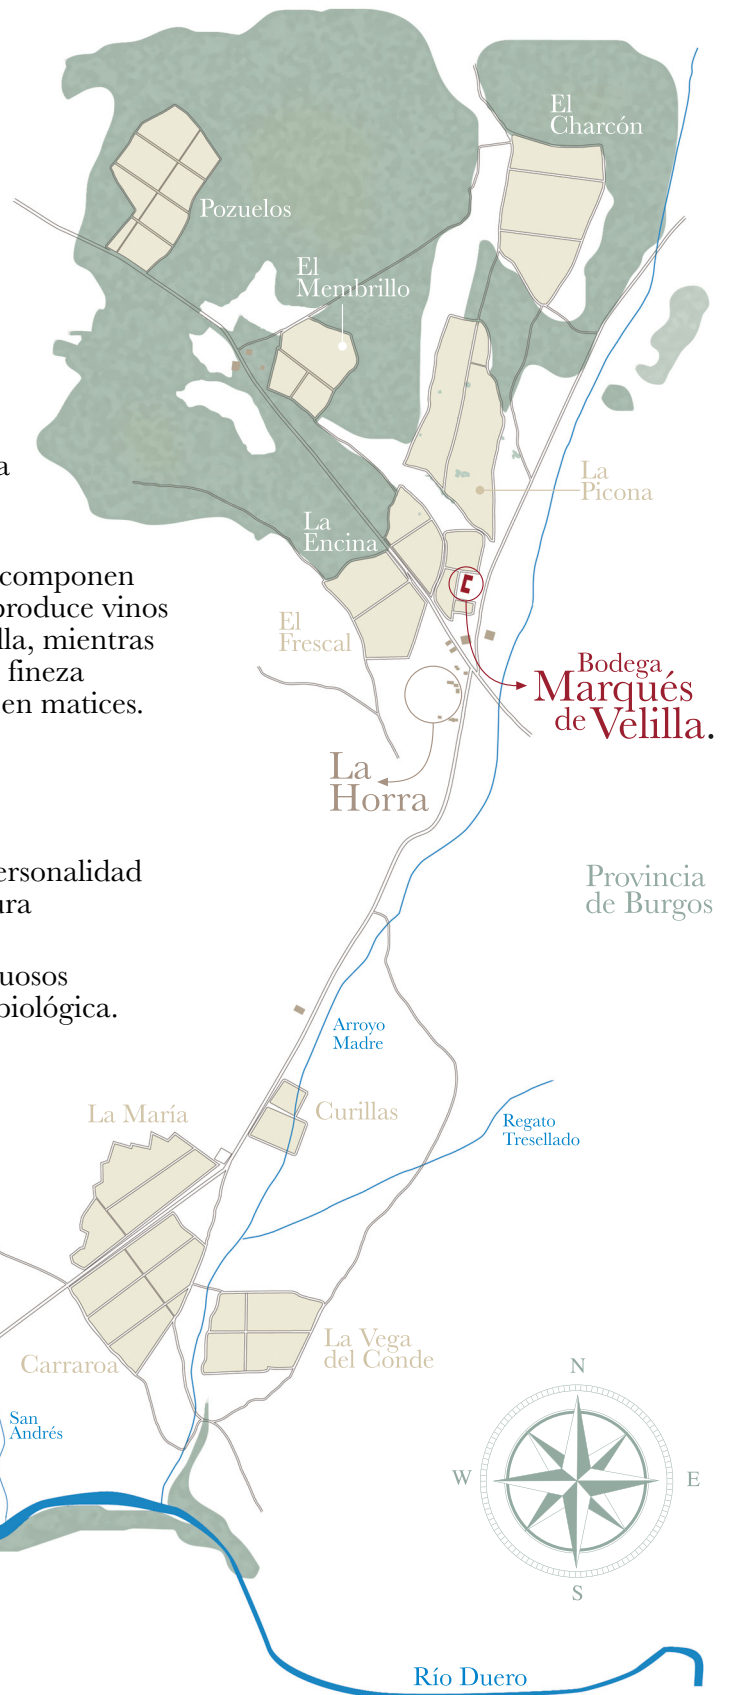 El
Charcón
Pozuelos
El
Membrillo
a
La
Picona
La
Encina
componen
produce vinos
lla, mientras
fineza
en matices.
El
Frescal
Bodega
Marqués
de Velilla.
La
Horra
ersonalidad
ura
Provincia
de Burgos
uosos
biológica.
Arroyo
Madre
La María
Curillas
Regato
Tresellado
La Vega
del Conde
Carraroa
San
Andrés
N
W
E
S
Río Duero